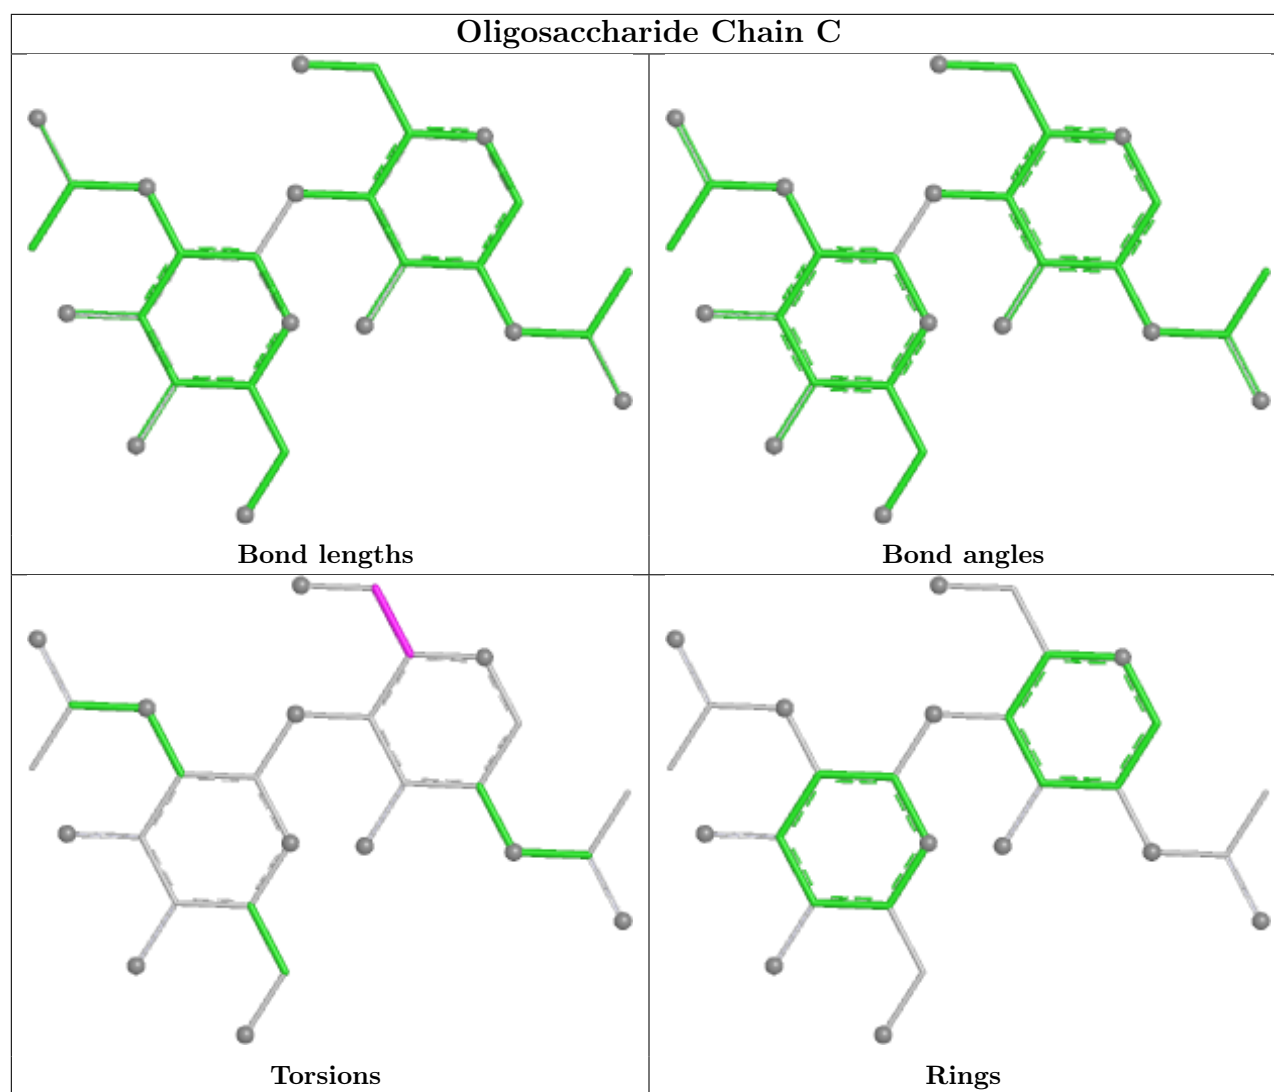 Oligosaccharide Chain C
Bond lengths
Bond angles
Torsions
Rings